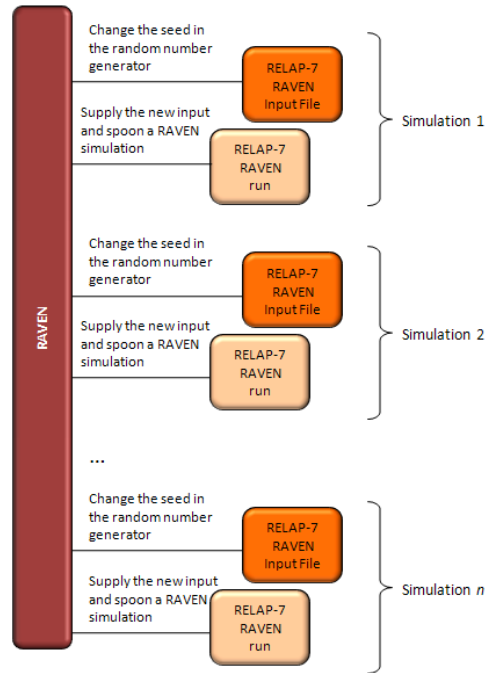 RAVEN
Change the seed in
the random number
generator
RELAP-7
RAVEN
Input File
Supply the new input
and spoon a RAVEN
simulation
RELAP-7
RAVEN
run
Simulation 1
Change the seed in
the random number
generator
RELAP-7
RAVEN
Input File
Supply the new input
and spoon a RAVEN
simulation
RELAP-7
RAVEN
run
Simulation 2
...
Change the seed in
the random number
generator
RELAP-7
RAVEN
Input File
Supply the new input
and spoon a RAVEN
simulation
RELAP-7
RAVEN
run
Simulation n